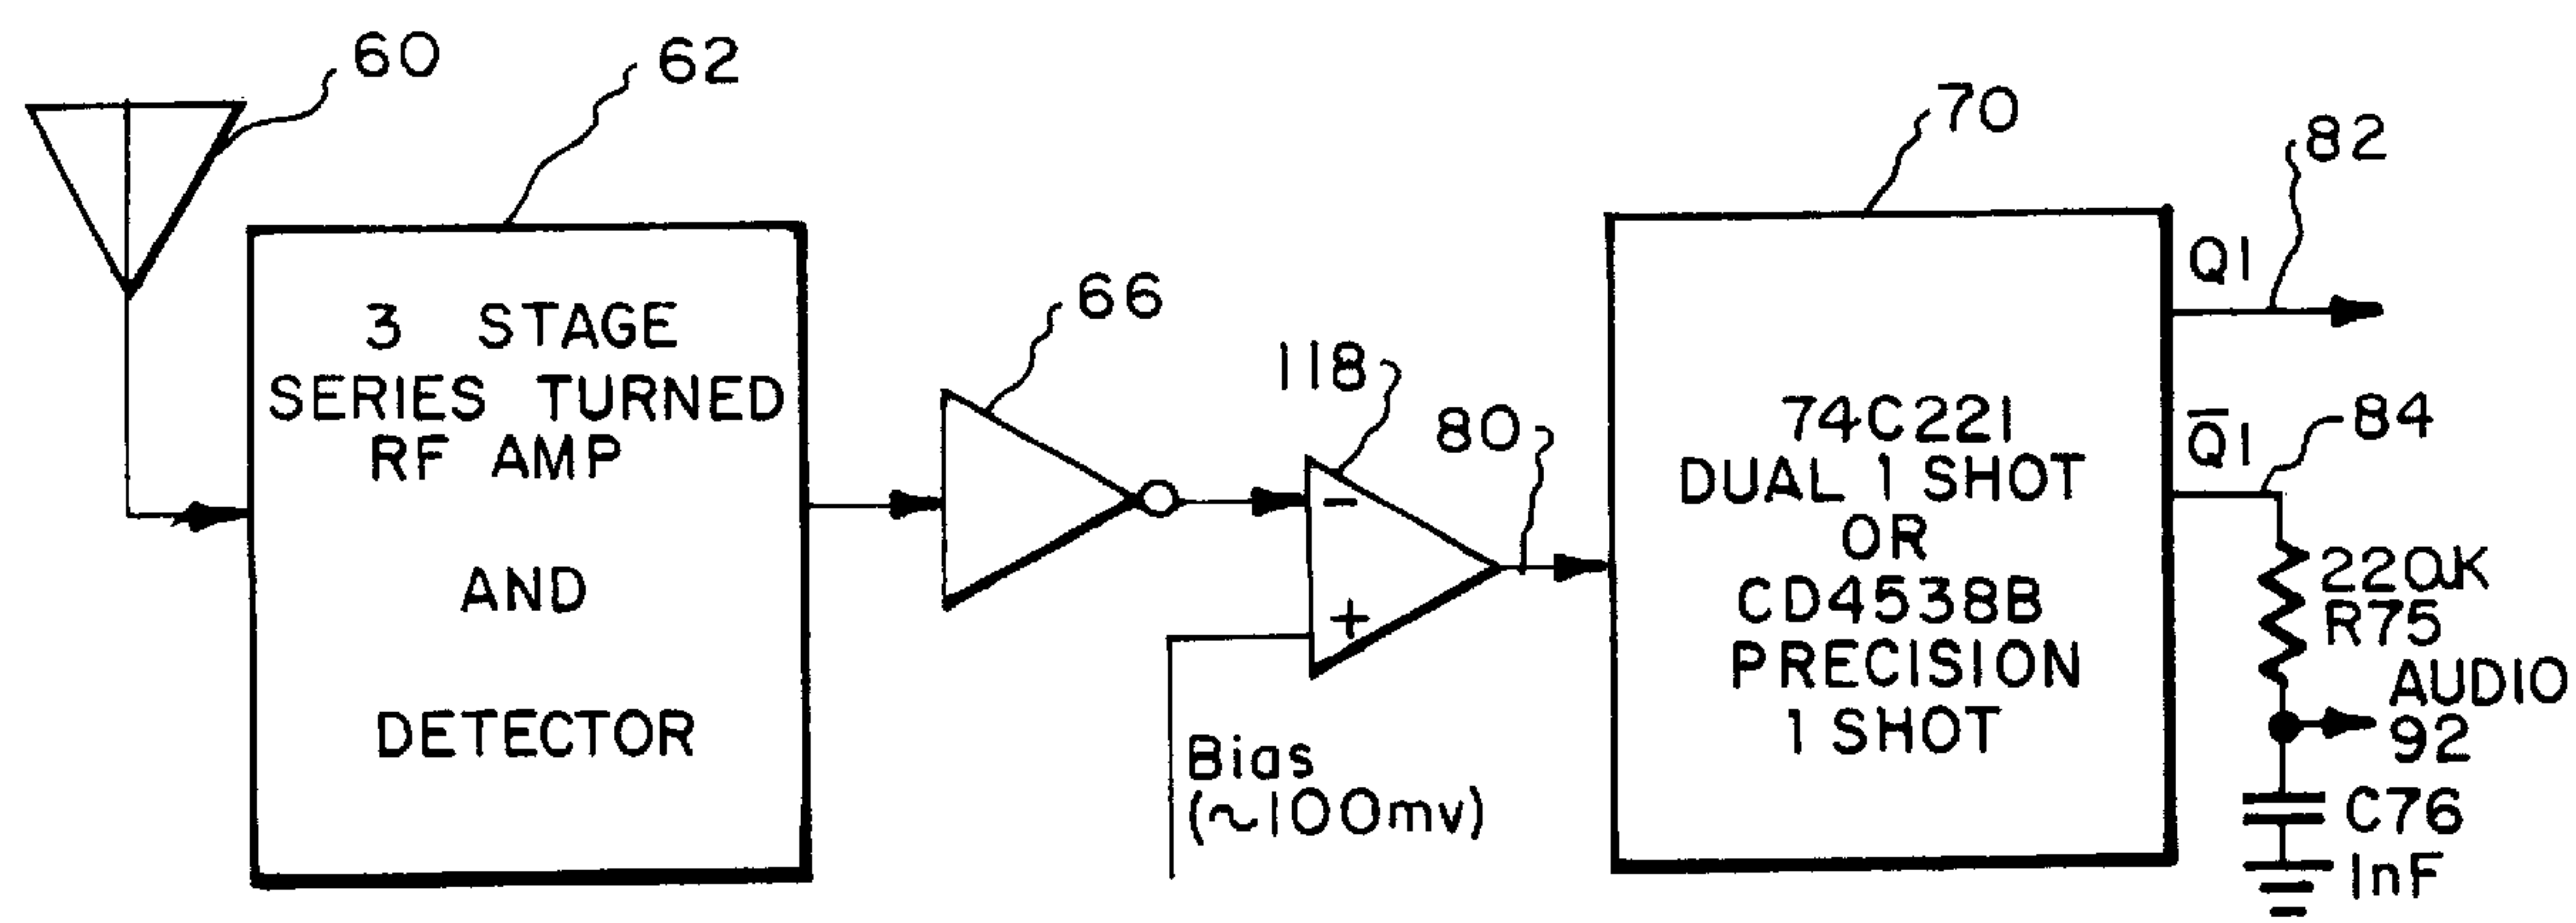 60
62
3 STAGE
SERIES TURNED
RF AMP
AND
DETECTOR
66
118
-
+
80
Bias
(~100mv)
70
74C221
DUAL 1 SHOT
OR
CD4538B
PRECISION
1 SHOT
82
Q1
Q̅1
84
220K
R75
AUDIO
92
C76
1nF